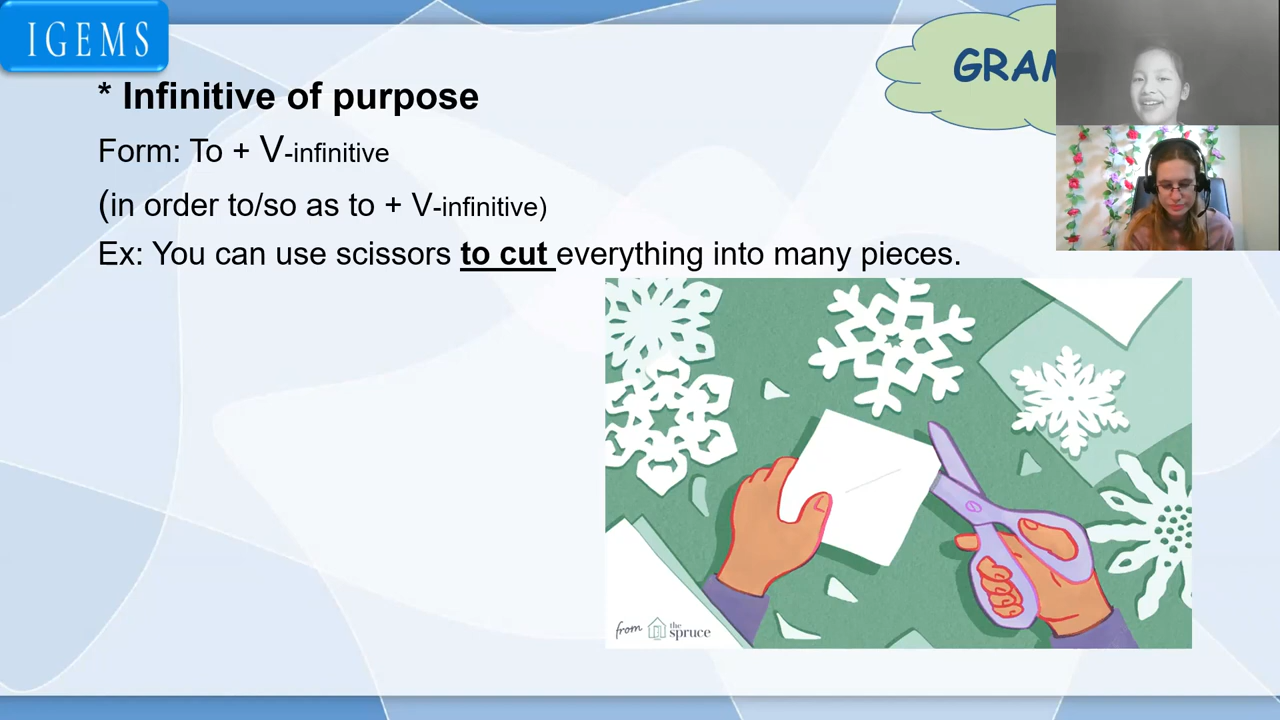 IGEMS
* Infinitive of purpose
Form: To + V-infinitive
(in order to/so as to + V-infinitive)
Ex: You can use scissors to cut everything into many pieces.
from the spruce